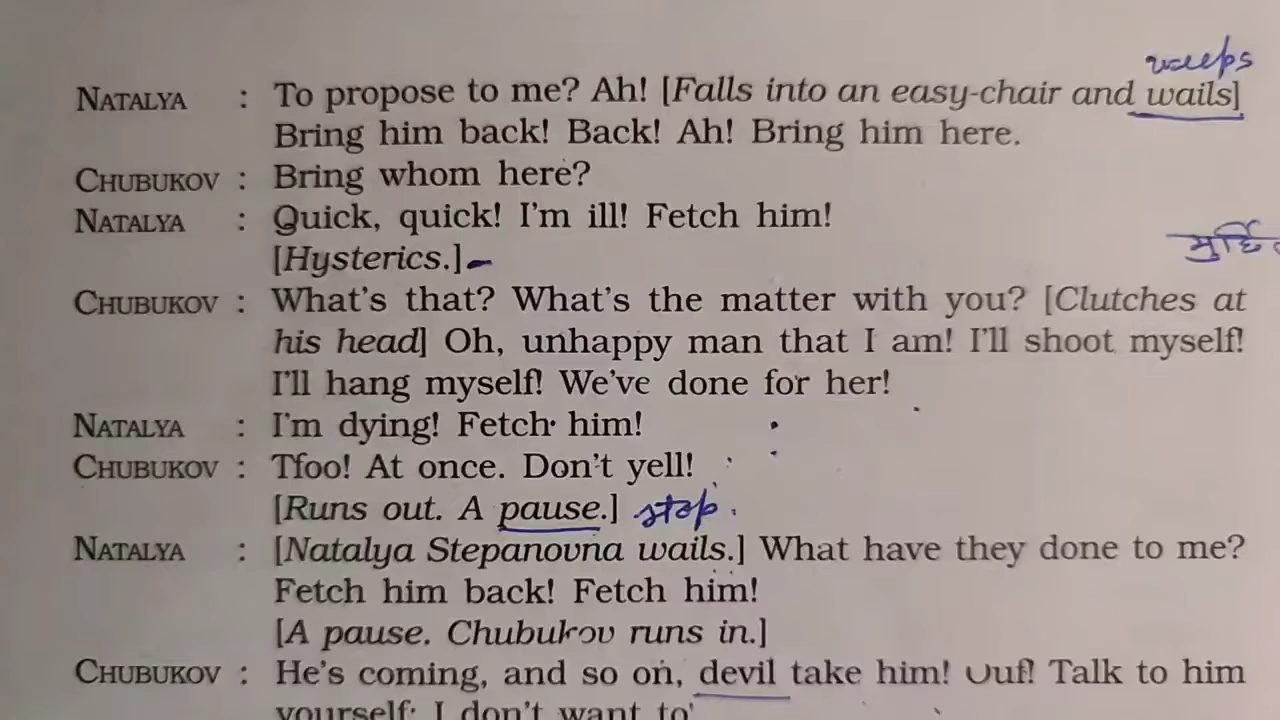 weeps
NATALYA : To propose to me? Ah! [Falls into an easy-chair and wails]
Bring him back! Back! Ah! Bring him here.
CHUBUKOV : Bring whom here?
NATALYA : Quick, quick! I'm ill! Fetch him!
[Hysterics.]
CHUBUKOV : What's that? What's the matter with you? [Clutches at
his head] Oh, unhappy man that I am! I'll shoot myself!
I'll hang myself! We've done for her!
NATALYA : I'm dying! Fetch him!
CHUBUKOV : Tfoo! At once. Don't yell!
[Runs out. A pause.] stop.
NATALYA : [Natalya Stepanovna wails.] What have they done to me?
Fetch him back! Fetch him!
[A pause. Chubukov runs in.]
CHUBUKOV : He's coming, and so on, devil take him! Ouf! Talk to him
yourself; I don't want to